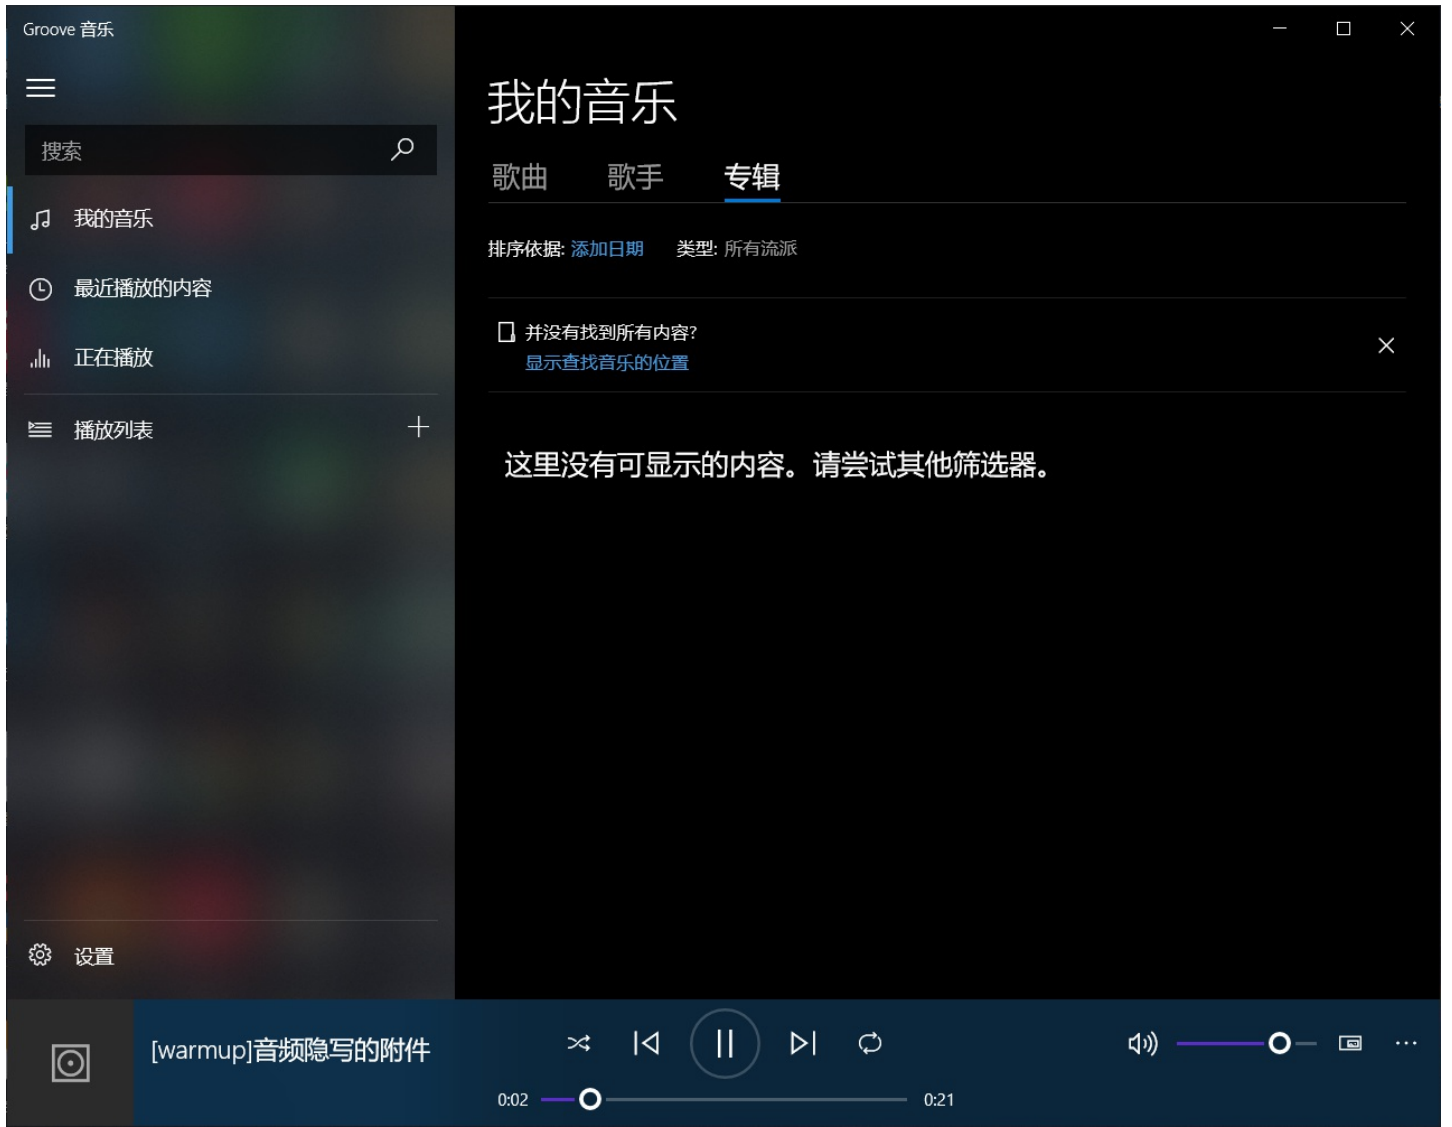 Groove 音乐
搜索
我的音乐
最近播放的内容
正在播放
播放列表
设置
我的音乐
歌曲 歌手 专辑
排序依据: 添加日期 类型: 所有流派
并没有找到所有内容?
显示查找音乐的位置
这里没有可显示的内容。请尝试其他筛选器。
[warmup]音频隐写的附件
0:02 0:21